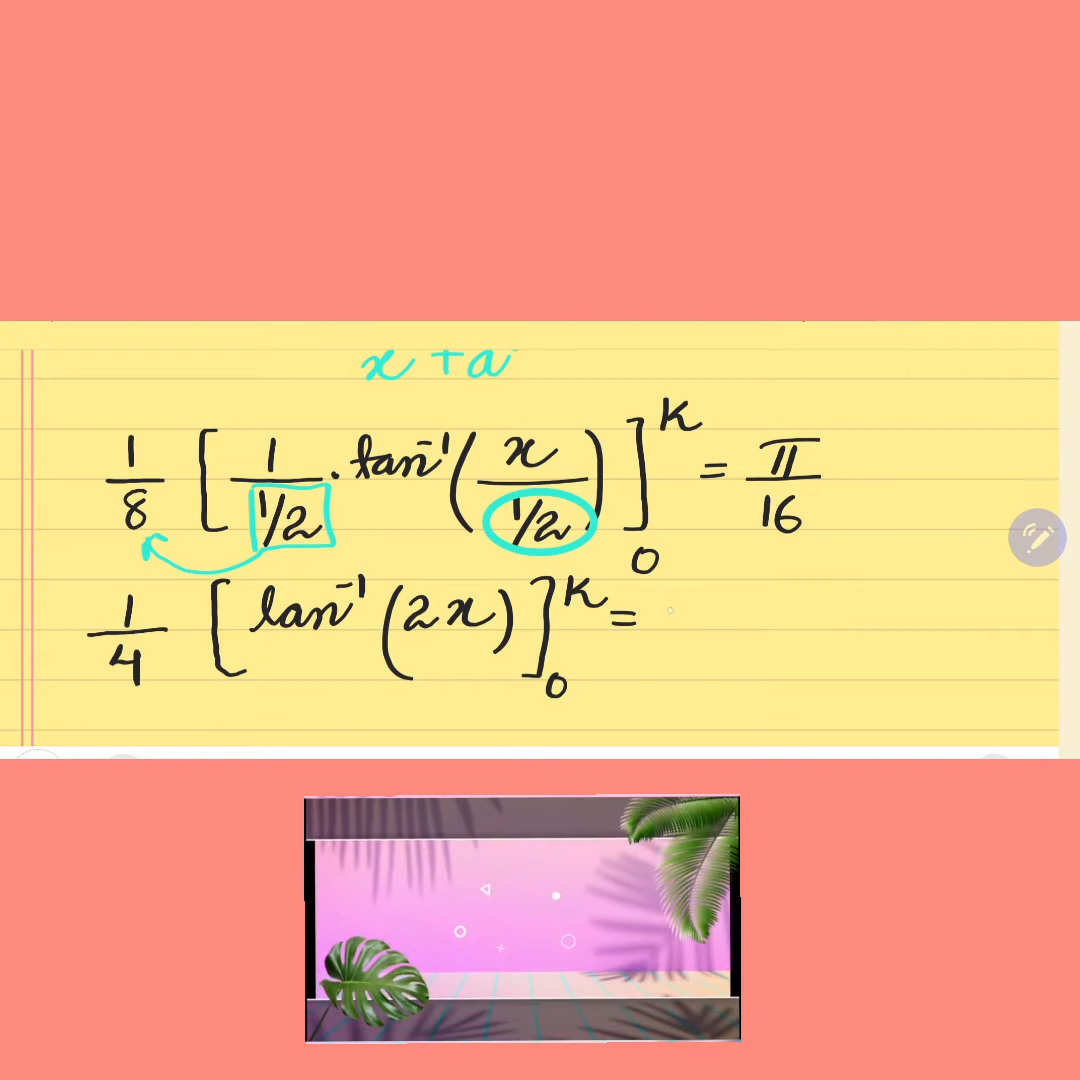 x + a
1/8 [ 1/(1/2) · tan⁻¹ ( x/(1/2) ) ]₀ᴷ = π/16
1/4 [ tan⁻¹ (2x) ]₀ᴷ =